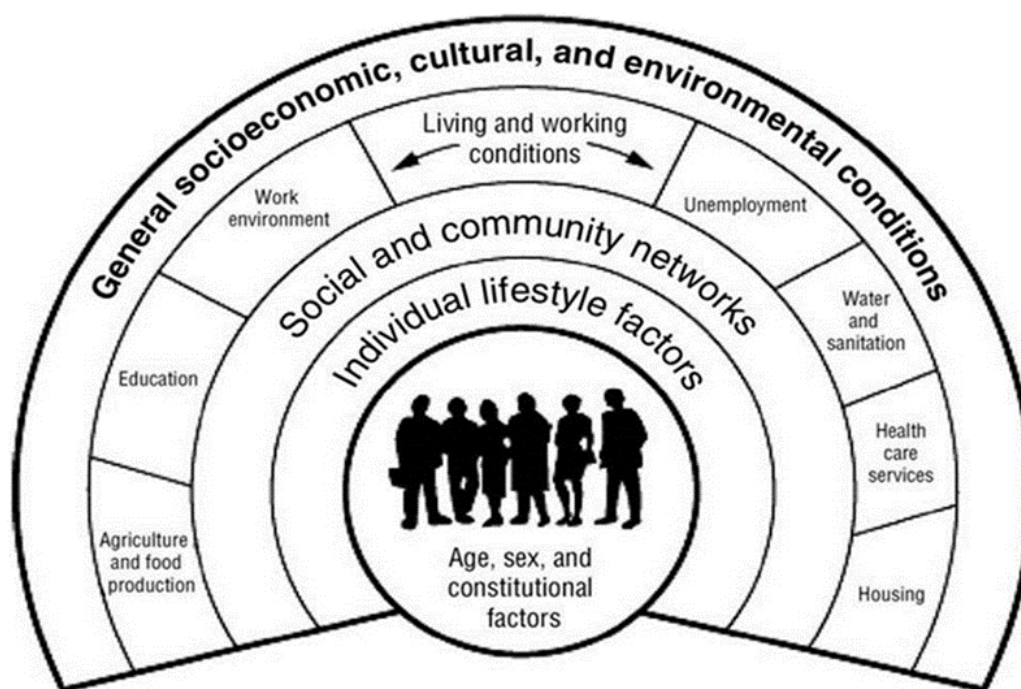 General socioeconomic, cultural, and environmental conditions
Living and working
conditions
Work
environment
Unemployment
Education
Water
and
sanitation
Agriculture
and food
production
Health
care
services
Housing
Social and community networks
Individual lifestyle factors
Age, sex, and
constitutional
factors